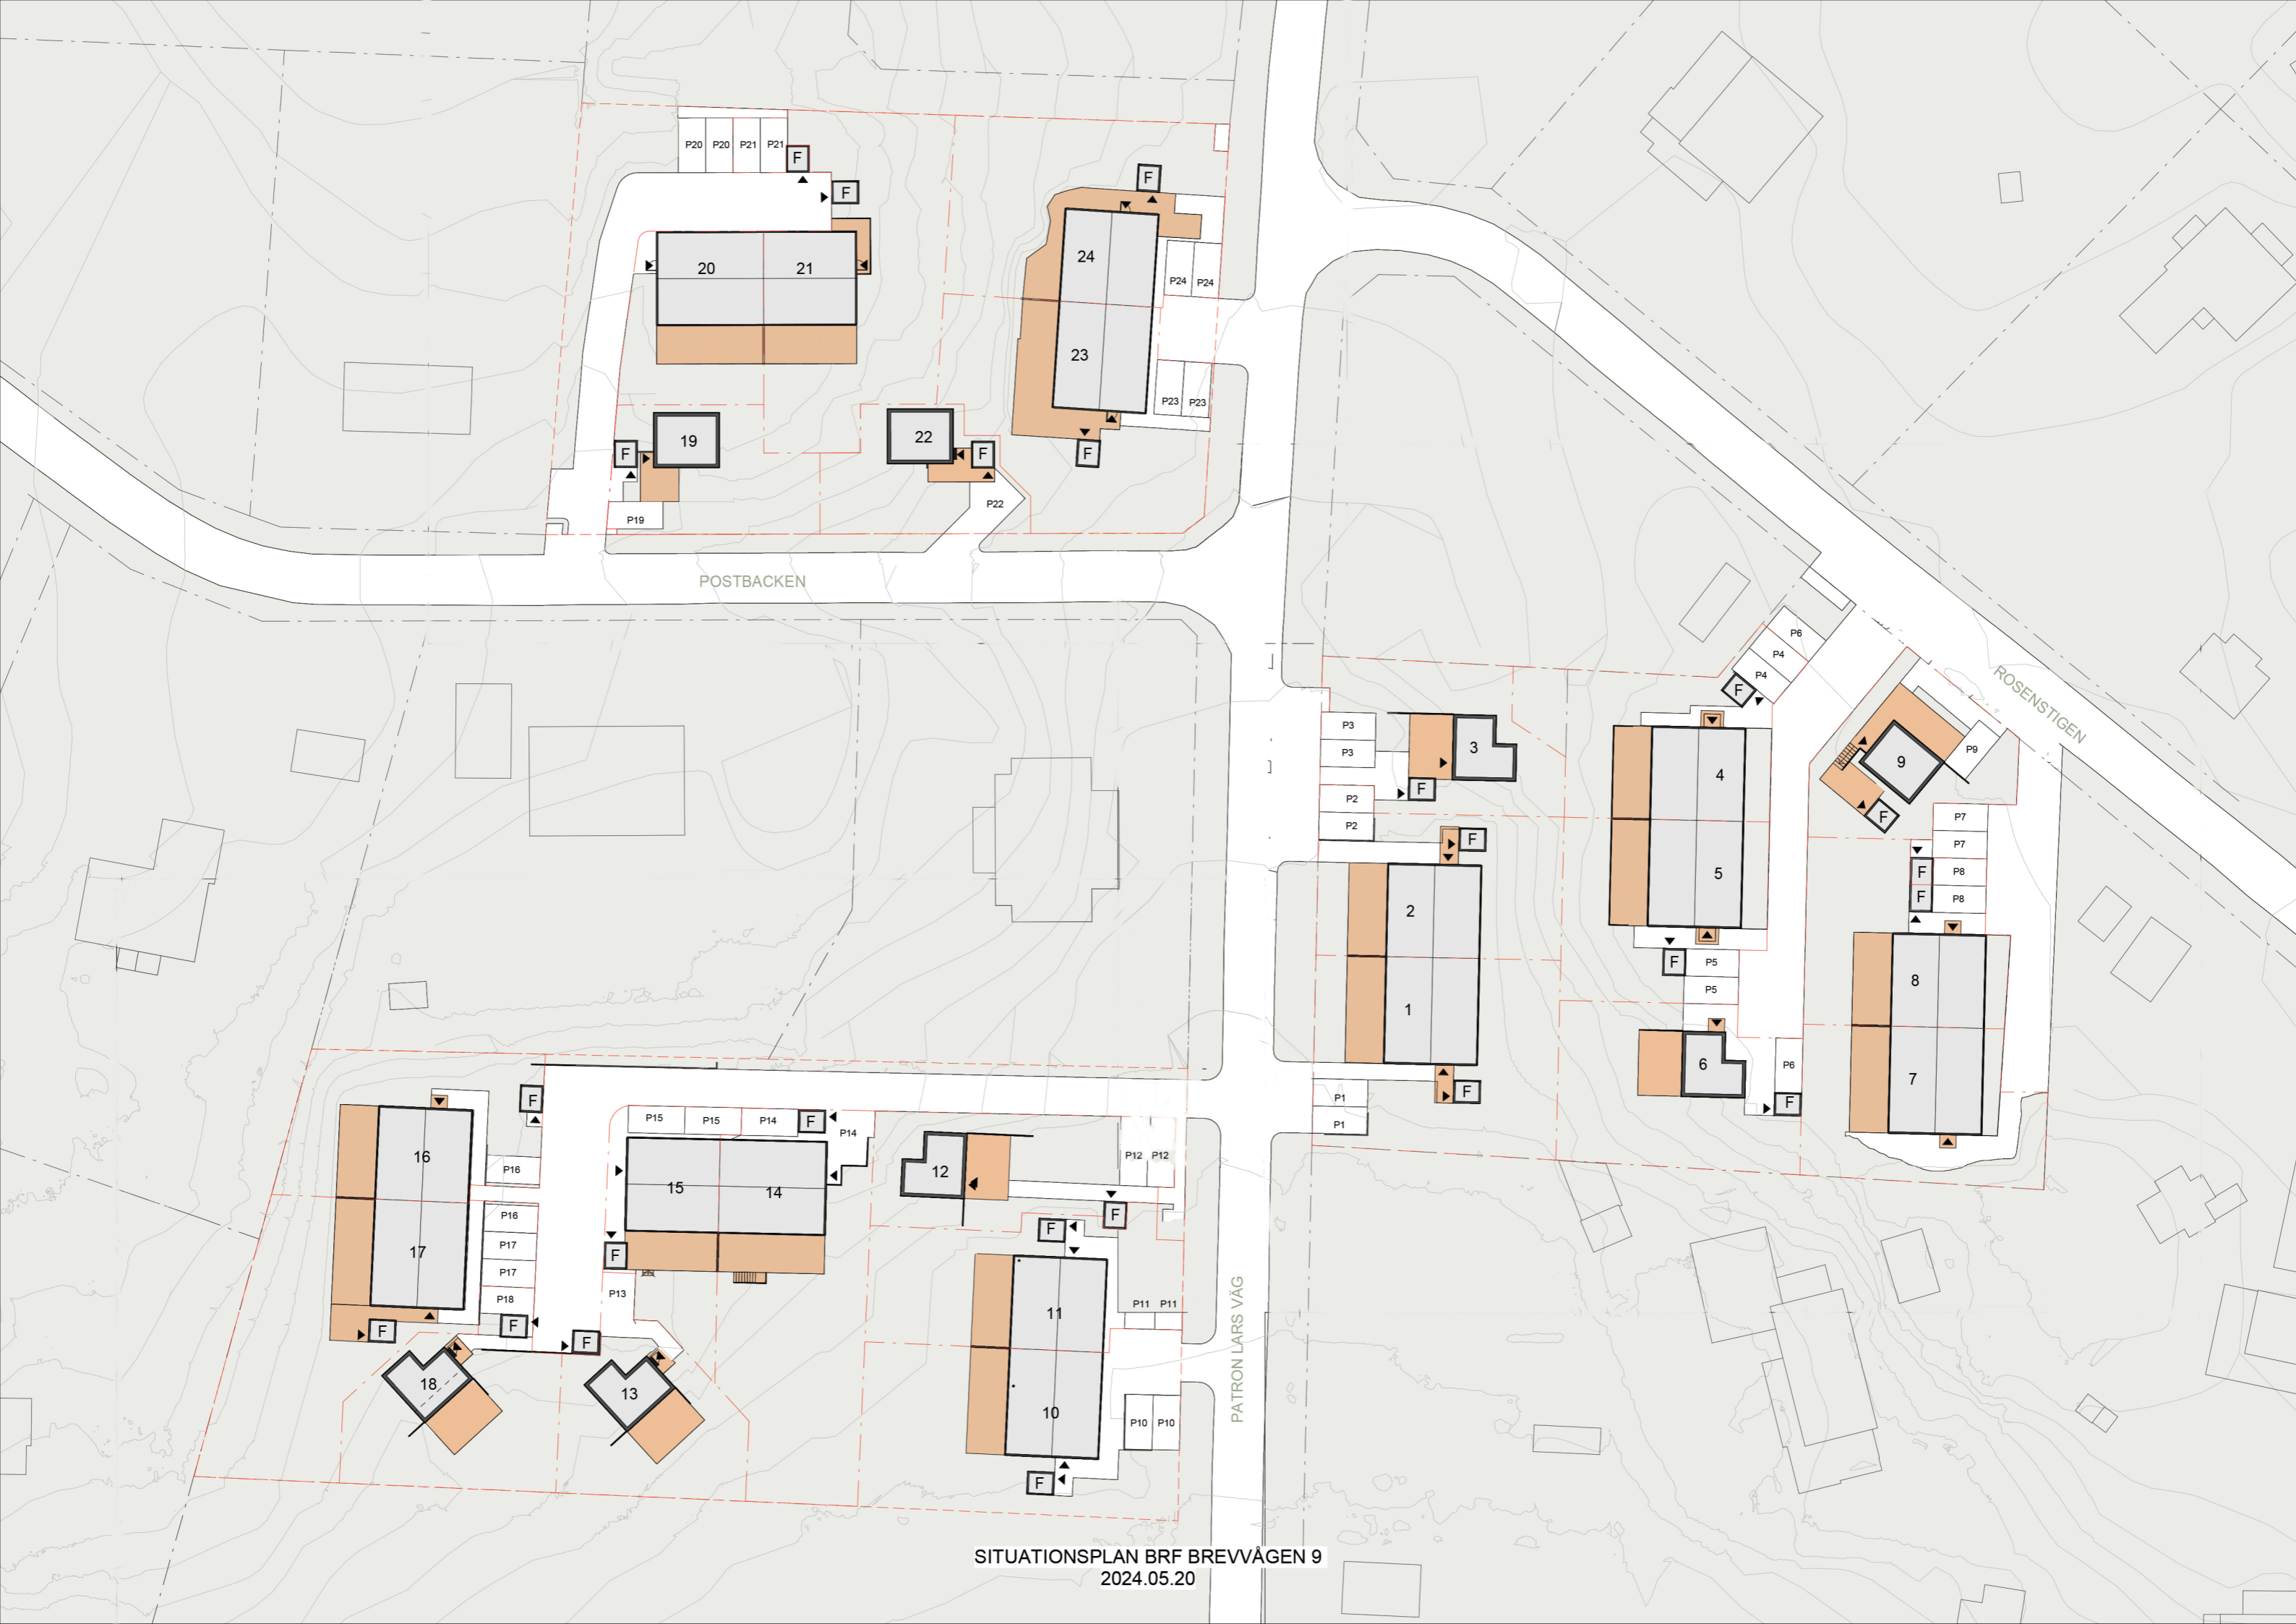 P20 P20 P21 P21
F
F
F
20 21
24
P24 P24
23
P23 P23
F
19
F
22
F
P19
P22
POSTBACKEN
ROSENSTIGEN
P6
P4
P4
F
P3
P3
3
F
P2
P2
F
2
1
F
P1
P1
4
5
F
P5
P5
6
P6
F
9
P9
F
P7
P7
P8
P8
F
F
8
7
F
16
17
P16
P16
P17
P17
P18
F
F
18
P15 P15 P14
F
P14
15 14
F
P13
F
13
12
P12 P12
F
F
11
P11 P11
10
P10 P10
F
PATRON LARS VÄG
SITUATIONSPLAN BRF BREVVÅGEN 9
2024.05.20